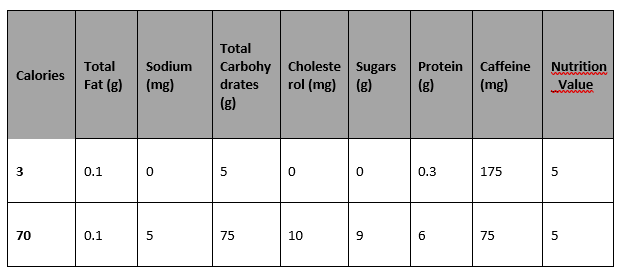 Calories Total Fat (g) Sodium (mg) Total Carbohydrates (g) Cholesterol (mg) Sugars (g) Protein (g) Caffeine (mg) Nutrition _Value
3 0.1 0 5 0 0 0.3 175 5
70 0.1 5 75 10 9 6 75 5